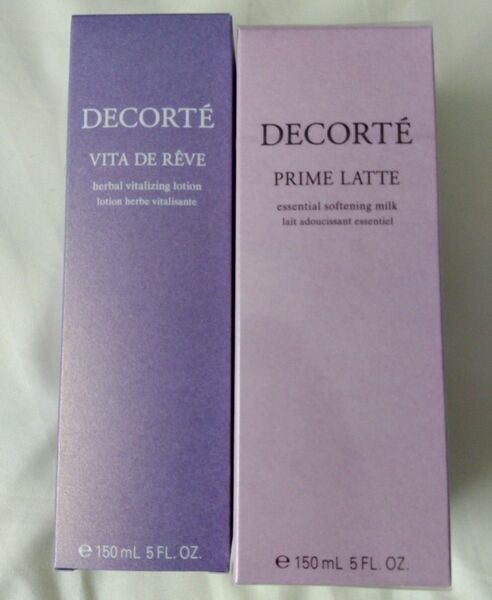 DECORTÉ
VITA DE RÊVE
herbal vitalizing lotion
lotion herbe vitalisante
℮ 150 mL 5 FL. OZ.
DECORTÉ
PRIME LATTE
essential softening milk
lait adoucissant essentiel
℮ 150 mL 5 FL. OZ.